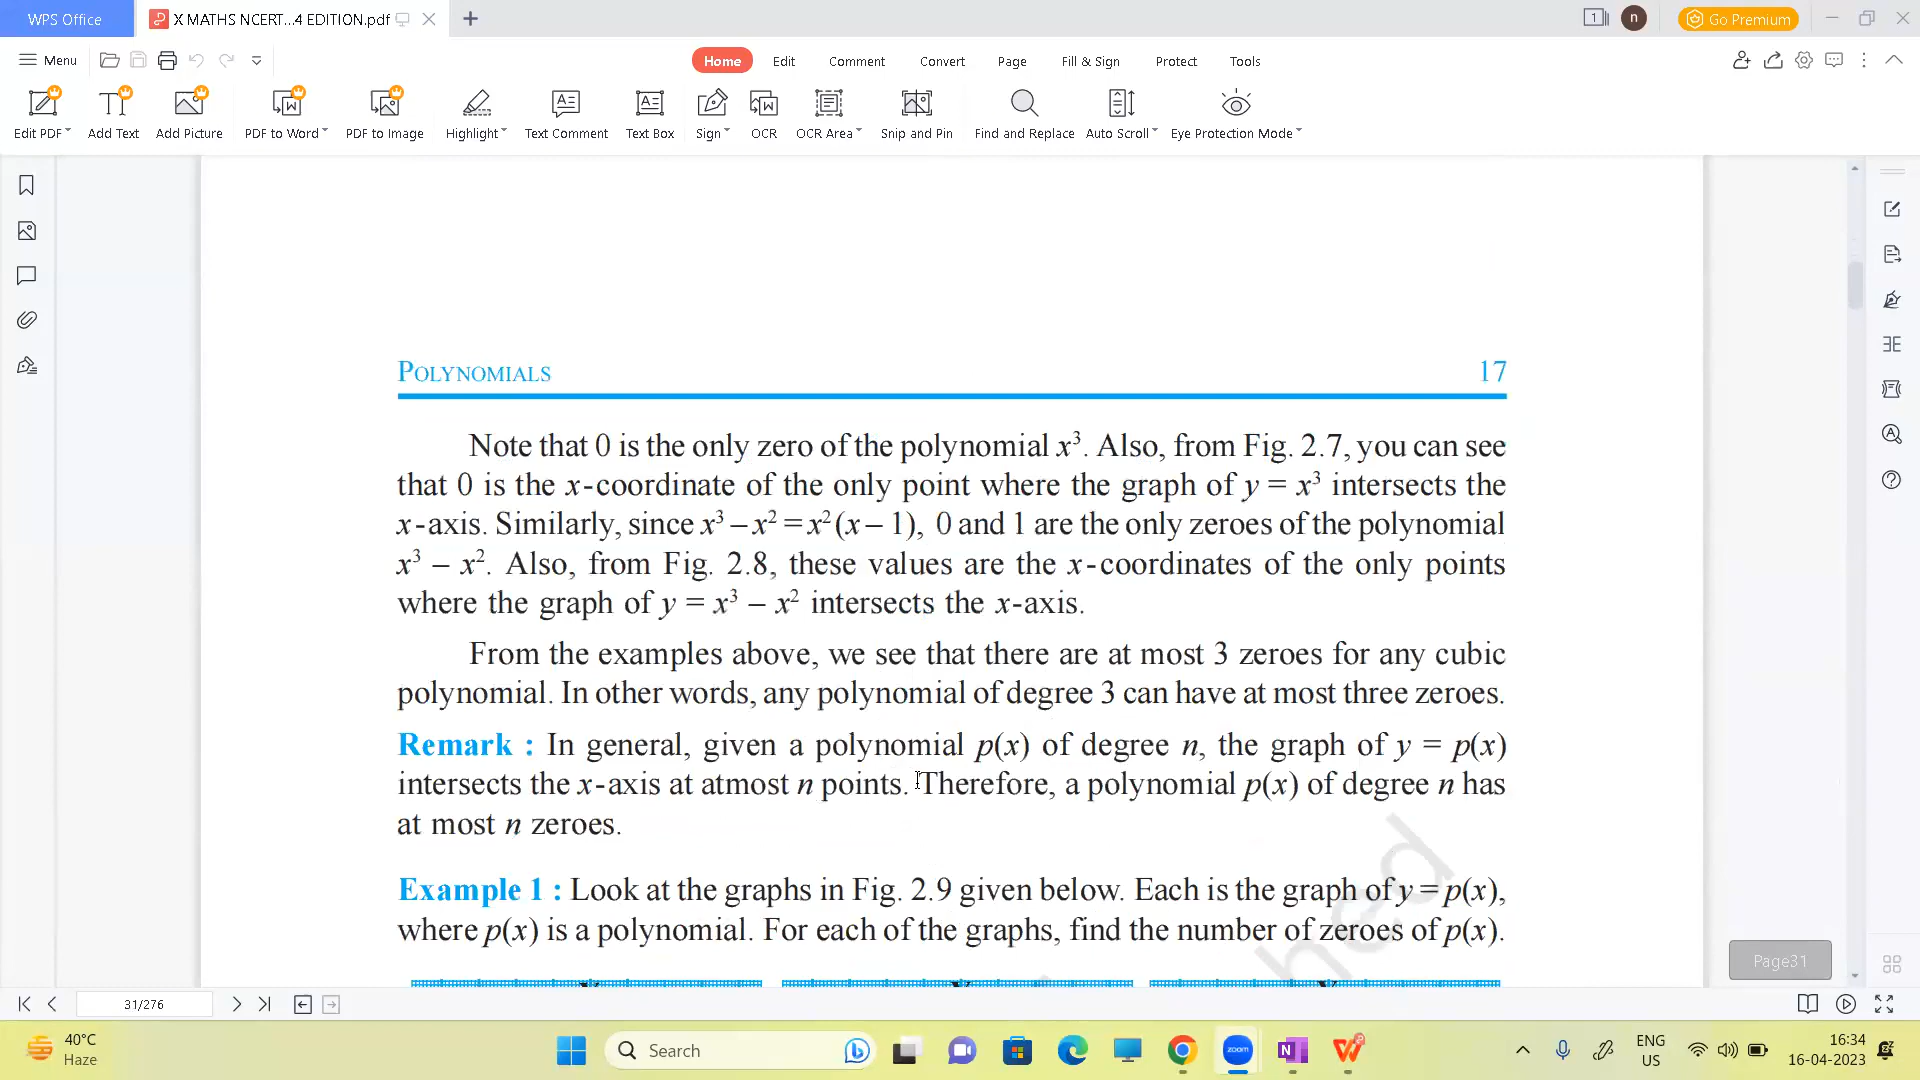 WPS Office
X MATHS NCERT...4 EDITION.pdf
1
n
Go Premium
Menu
Home
Edit
Comment
Convert
Page
Fill & Sign
Protect
Tools
Edit PDF
Add Text
Add Picture
PDF to Word
PDF to Image
Highlight
Text Comment
Text Box
Sign
OCR
OCR Area
Snip and Pin
Find and Replace
Auto Scroll
Eye Protection Mode
POLYNOMIALS 17
Note that 0 is the only zero of the polynomial x³. Also, from Fig. 2.7, you can see
that 0 is the x-coordinate of the only point where the graph of y = x³ intersects the
x-axis. Similarly, since x³ – x² = x² (x – 1), 0 and 1 are the only zeroes of the polynomial
x³ – x². Also, from Fig. 2.8, these values are the x-coordinates of the only points
where the graph of y = x³ – x² intersects the x-axis.
From the examples above, we see that there are at most 3 zeroes for any cubic
polynomial. In other words, any polynomial of degree 3 can have at most three zeroes.
Remark : In general, given a polynomial p(x) of degree n, the graph of y = p(x)
intersects the x-axis at atmost n points. Therefore, a polynomial p(x) of degree n has
at most n zeroes.
Example 1 : Look at the graphs in Fig. 2.9 given below. Each is the graph of y = p(x),
where p(x) is a polynomial. For each of the graphs, find the number of zeroes of p(x).
hed
Page31
31/276
40°C
Haze
Search
zoom
N
ENG
US
16:34
16-04-2023